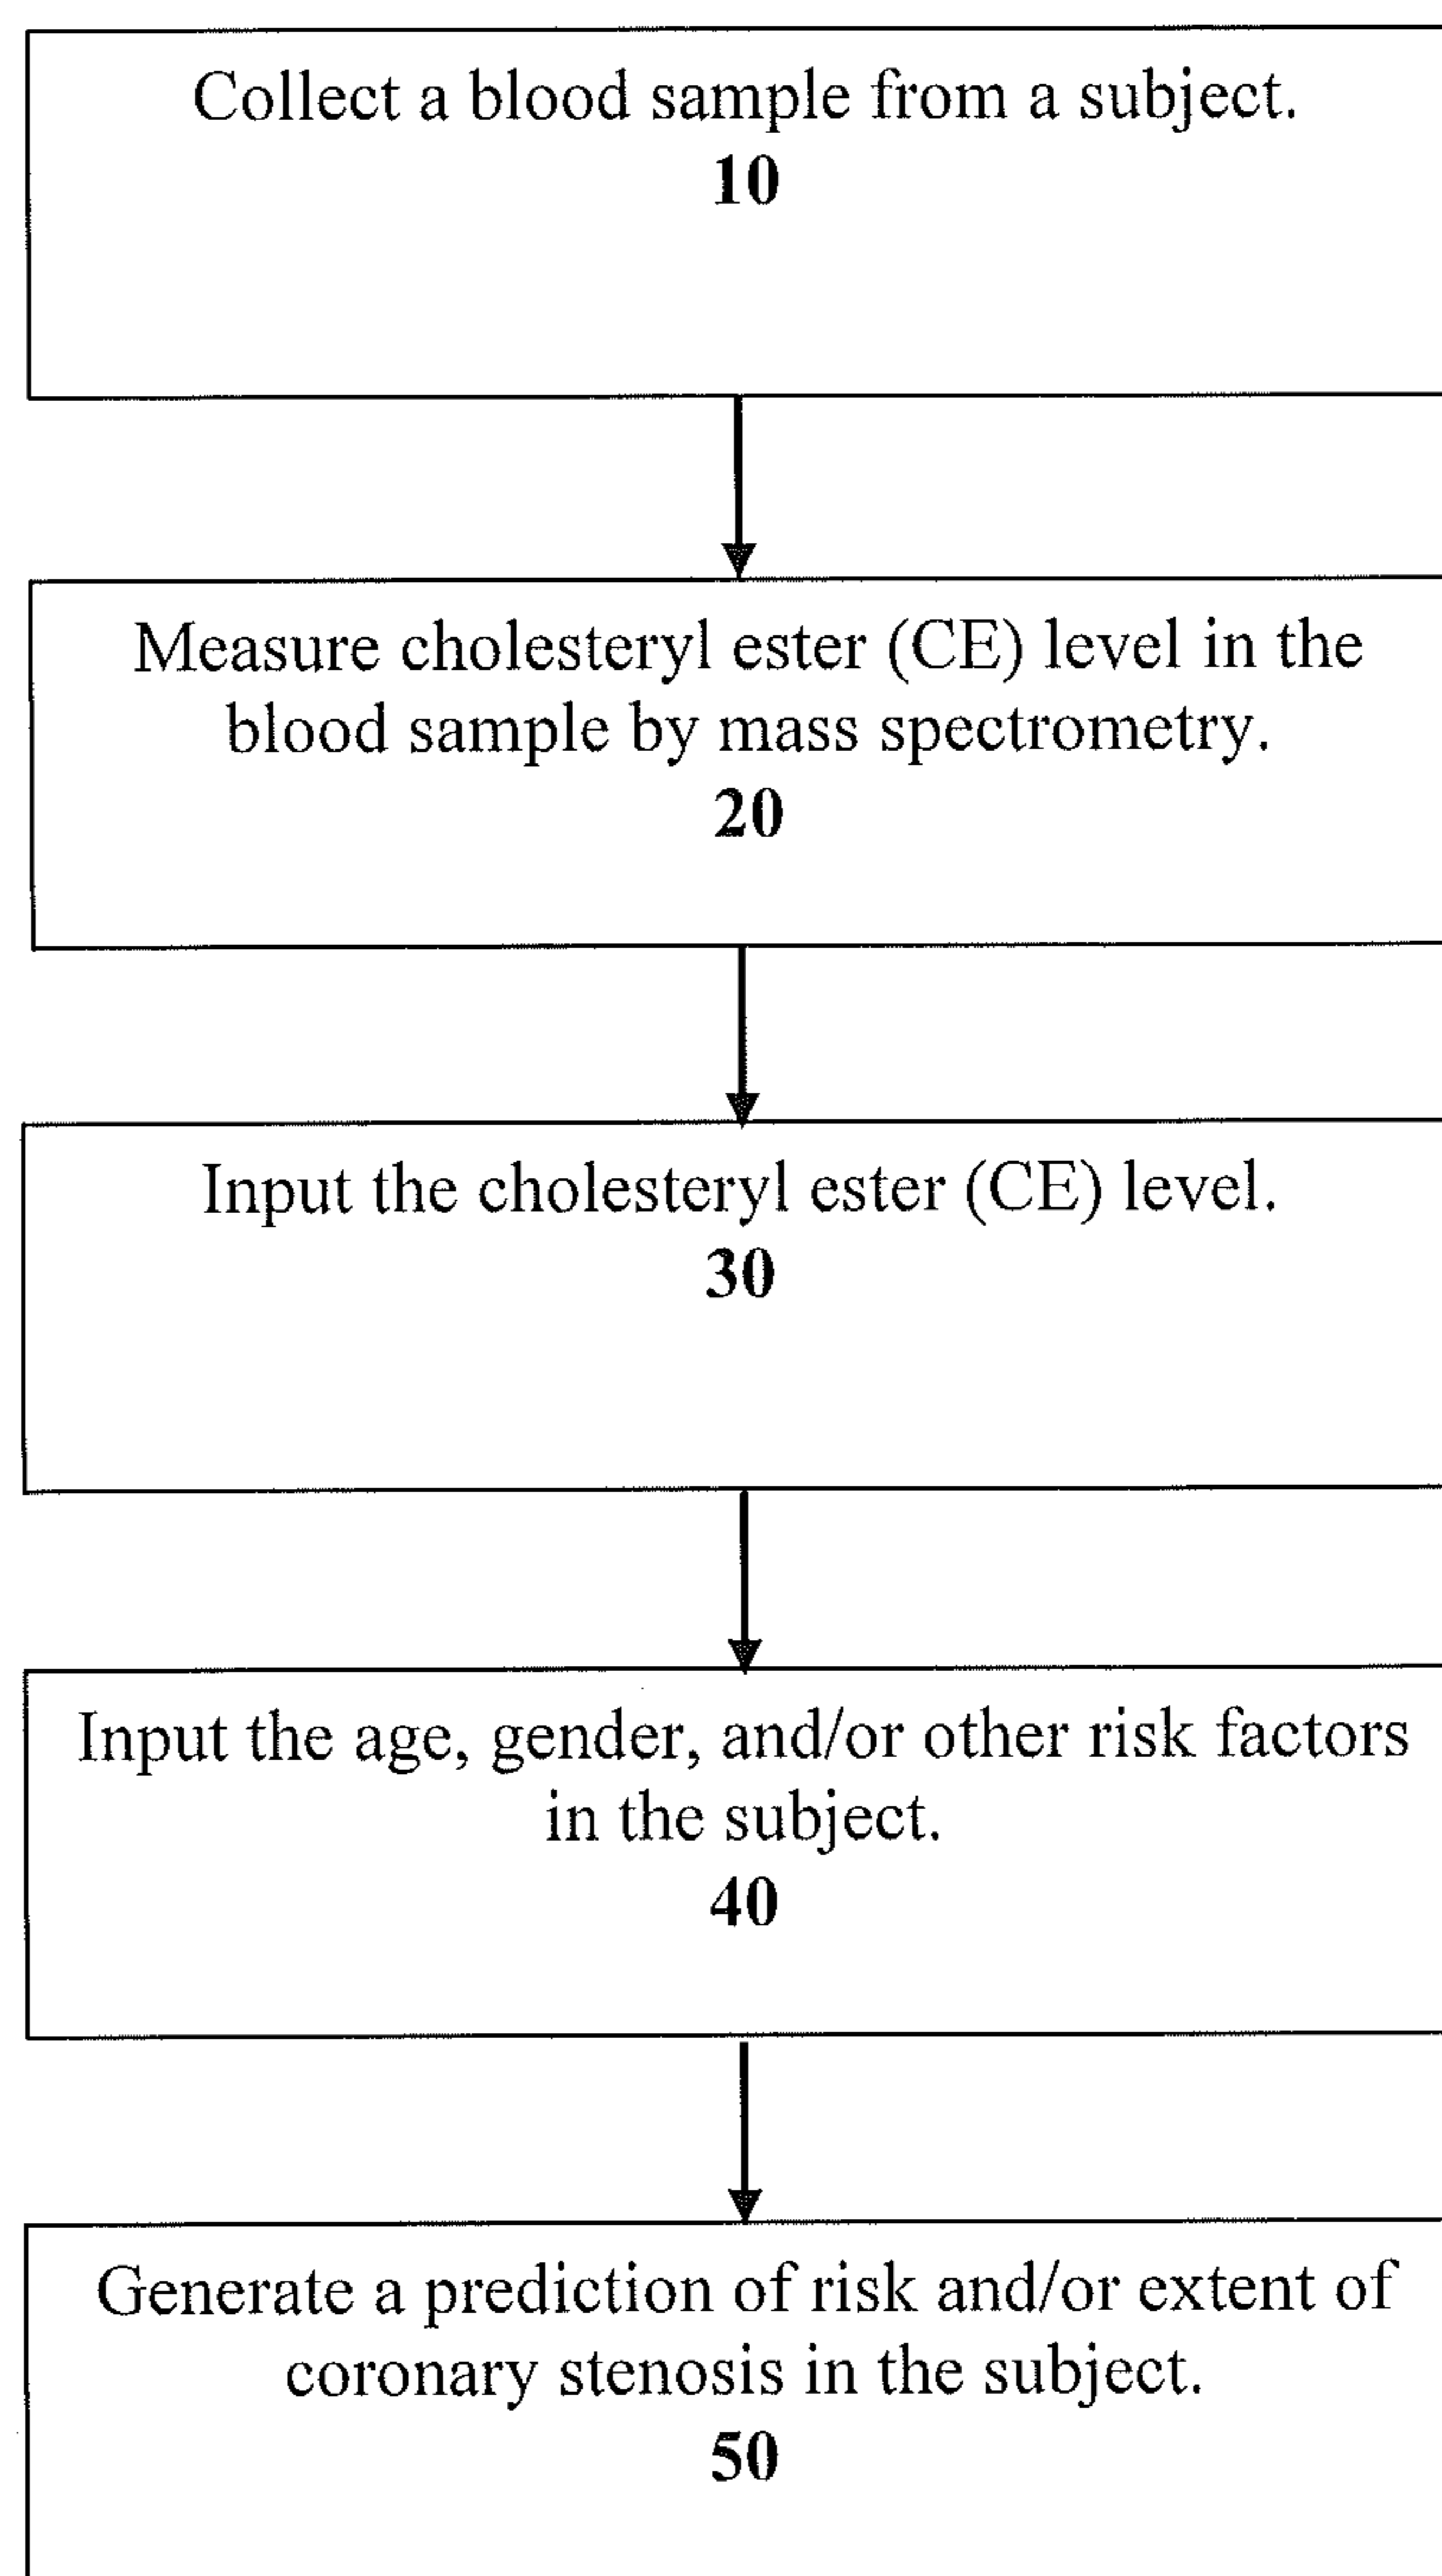 Collect a blood sample from a subject.
10
Measure cholesteryl ester (CE) level in the
blood sample by mass spectrometry.
20
Input the cholesteryl ester (CE) level.
30
Input the age, gender, and/or other risk factors
in the subject.
40
Generate a prediction of risk and/or extent of
coronary stenosis in the subject.
50